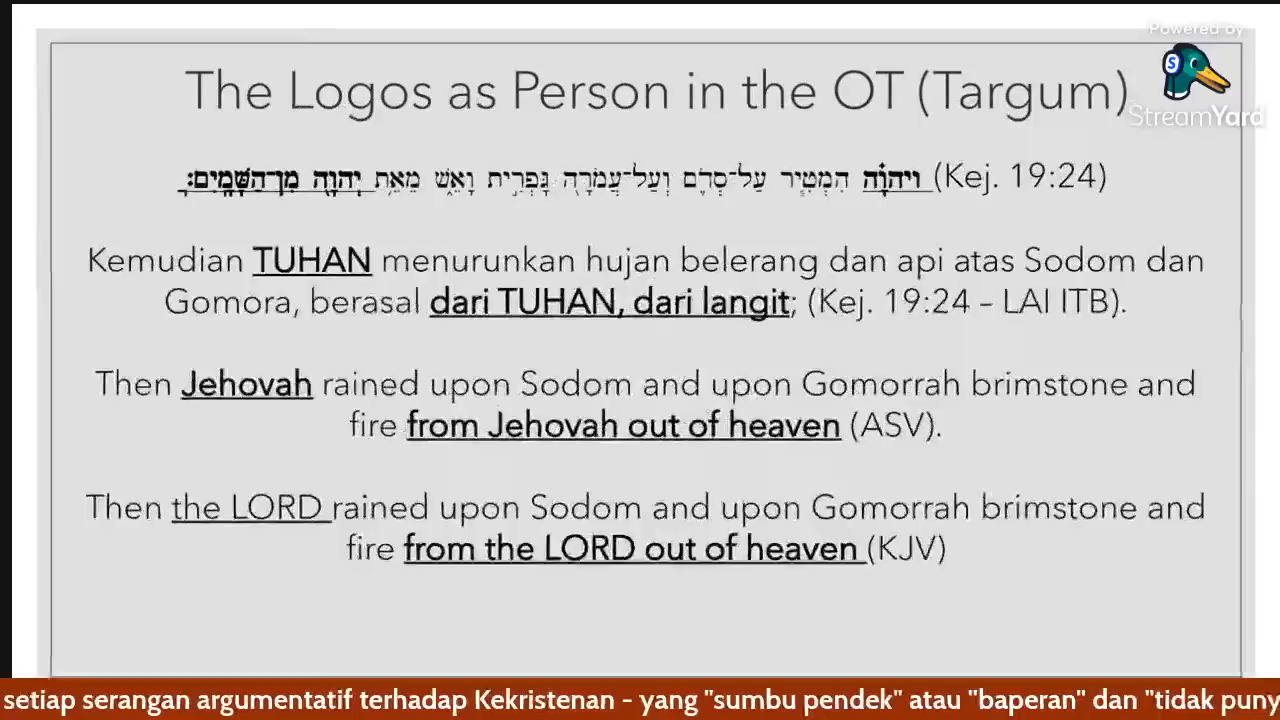 Powered by
StreamYard
The Logos as Person in the OT (Targum)
וַיהוָ֗ה הִמְטִ֧יר עַל־סְדֹ֛ם וְעַל־עֲמֹרָ֖ה גָּפְרִ֣ית וָאֵ֑שׁ מֵאֵ֥ת יְהוָ֖ה מִן־הַשָּׁמָֽיִם׃ (Kej. 19:24)
Kemudian TUHAN menurunkan hujan belerang dan api atas Sodom dan
Gomora, berasal dari TUHAN, dari langit; (Kej. 19:24 – LAI ITB).
Then Jehovah rained upon Sodom and upon Gomorrah brimstone and
fire from Jehovah out of heaven (ASV).
Then the LORD rained upon Sodom and upon Gomorrah brimstone and
fire from the LORD out of heaven (KJV)
setiap serangan argumentatif terhadap Kekristenan – yang "sumbu pendek" atau "baperan" dan "tidak puny